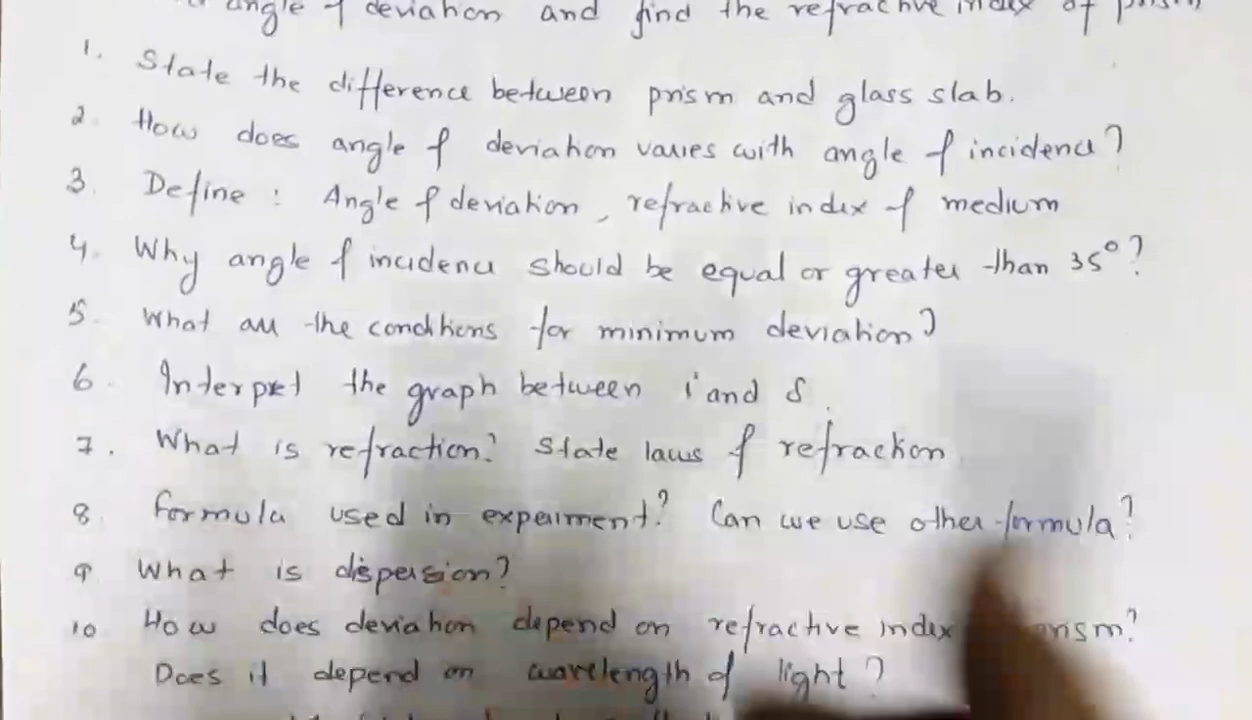 angle of deviation and find the refractive index of prism
1. State the difference between prism and glass slab.
2. How does angle of deviation varies with angle of incidence?
3. Define : Angle of deviation, refractive index of medium
4. Why angle of incidence should be equal or greater than 35°?
5. What are the conditions for minimum deviation?
6. Interpret the graph between i and δ.
7. What is refraction? State laws of refraction
8. Formula used in experiment? Can we use other formula?
9 What is dispersion?
10 How does deviation depend on refractive index prism?
Does it depend on wavelength of light?